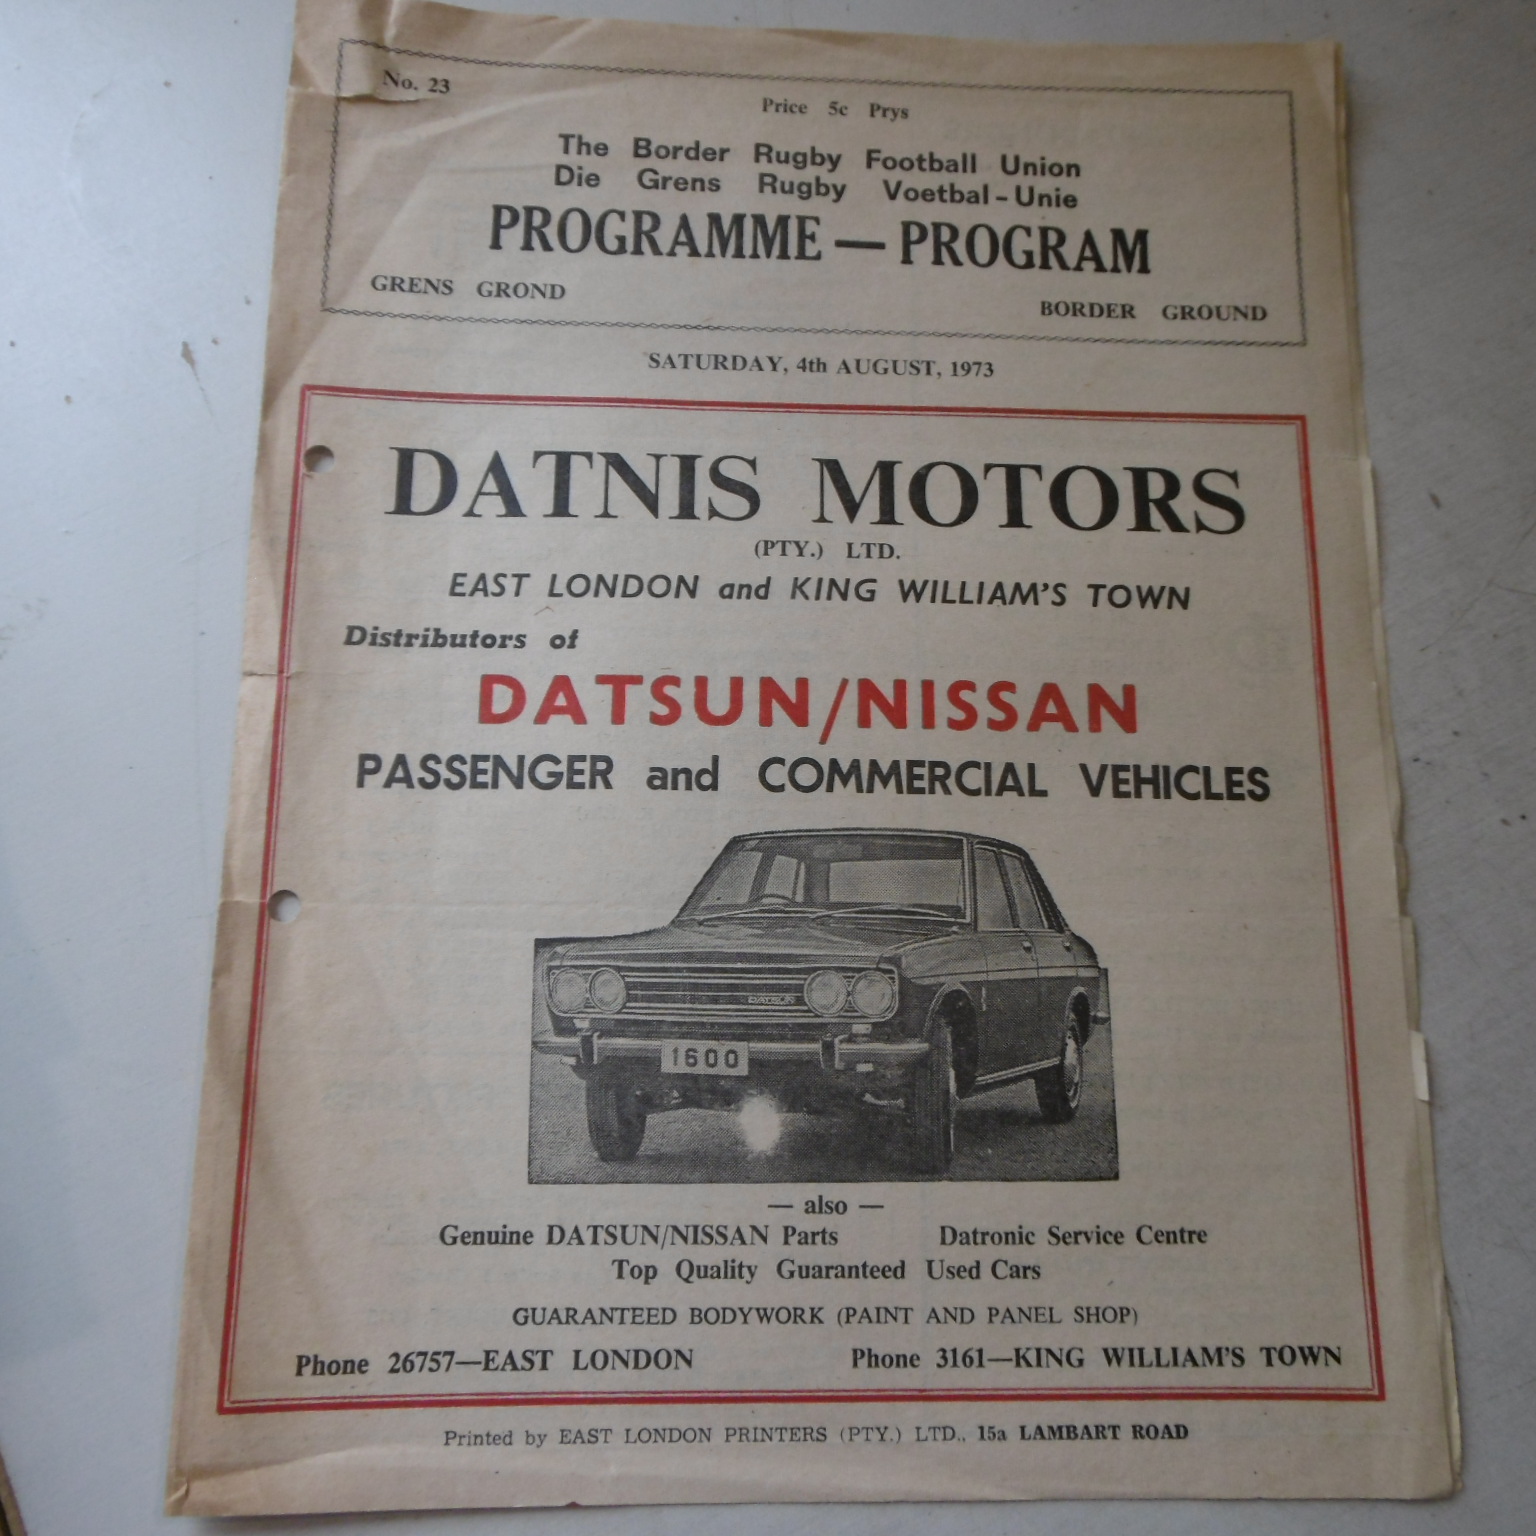 No. 23
Price 5c Prys
The Border Rugby Football Union
Die Grens Rugby Voetbal-Unie
PROGRAMME — PROGRAM
GRENS GROND
BORDER GROUND
SATURDAY, 4th AUGUST, 1973
DATNIS MOTORS
(PTY.) LTD.
EAST LONDON and KING WILLIAM'S TOWN
Distributors of
DATSUN/NISSAN
PASSENGER and COMMERCIAL VEHICLES
DATSUN
1600
— also —
Genuine DATSUN/NISSAN Parts Datronic Service Centre
Top Quality Guaranteed Used Cars
GUARANTEED BODYWORK (PAINT AND PANEL SHOP)
Phone 26757—EAST LONDON Phone 3161—KING WILLIAM'S TOWN
Printed by EAST LONDON PRINTERS (PTY.) LTD., 15a LAMBART ROAD